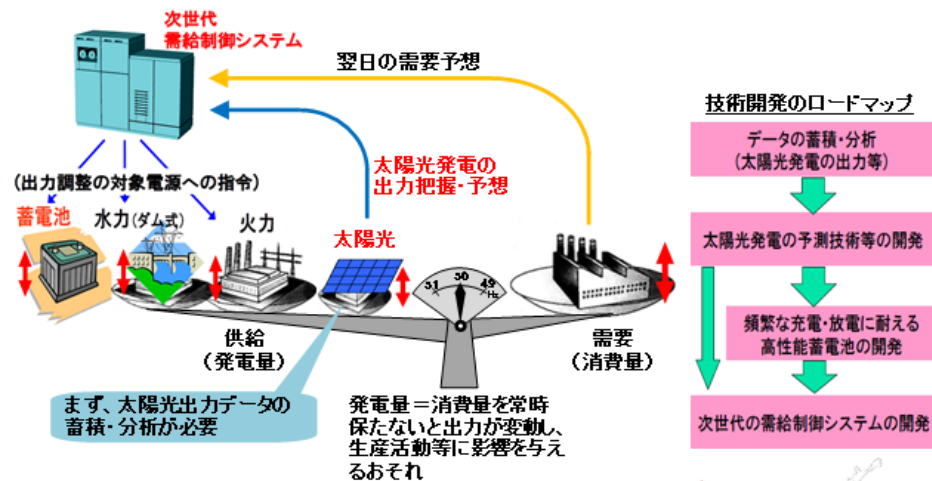 次世代
需給制御システム
翌日の需要予想
太陽光発電の
出力把握・予想
(出力調整の対象電源への指令)
蓄電池
水力(ダム式)
火力
太陽光
51 50 49
Hz
供給
(発電量)
需要
(消費量)
まず、太陽光出力データの
蓄積・分析が必要
発電量=消費量を常時
保たないと出力が変動し、
生産活動等に影響を与え
るおそれ
技術開発のロードマップ
データの蓄積・分析
(太陽光発電の出力等)
太陽光発電の予測技術等の開発
頻繁な充電・放電に耐える
高性能蓄電池の開発
次世代の需給制御システムの開発